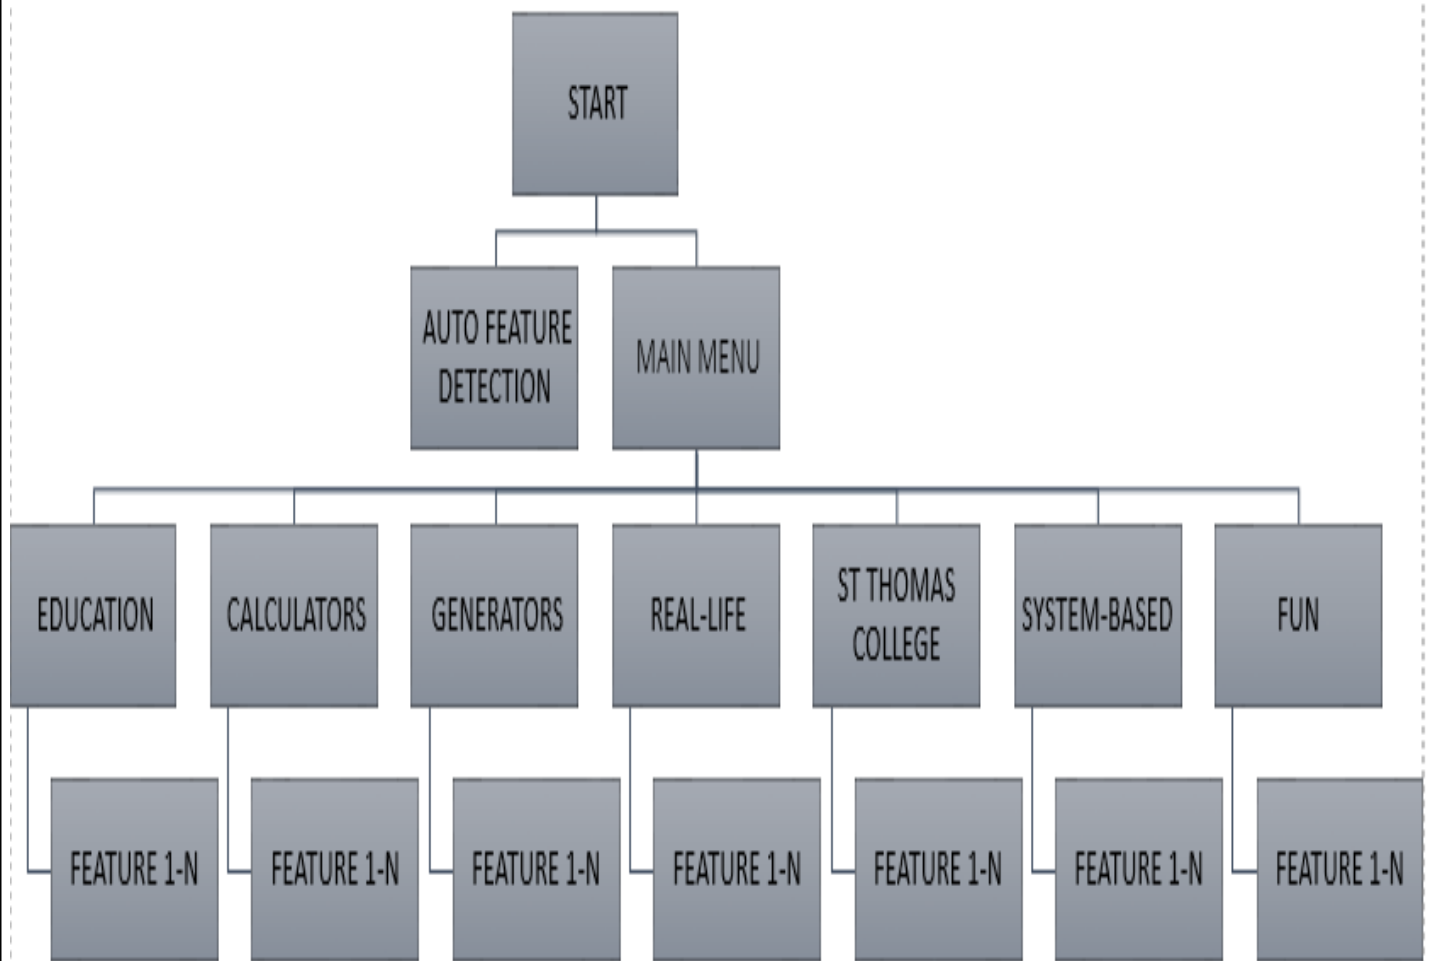 START
AUTO FEATURE
DETECTION
MAIN MENU
EDUCATION
CALCULATORS
GENERATORS
REAL-LIFE
ST THOMAS
COLLEGE
SYSTEM-BASED
FUN
FEATURE 1-N
FEATURE 1-N
FEATURE 1-N
FEATURE 1-N
FEATURE 1-N
FEATURE 1-N
FEATURE 1-N